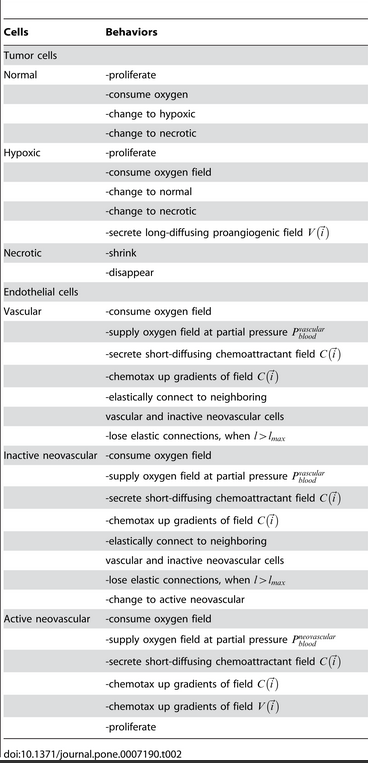 Cells Behaviors
Tumor cells
Normal -proliferate
-consume oxygen
-change to hypoxic
-change to necrotic
Hypoxic -proliferate
-consume oxygen field
-change to normal
-change to necrotic
-secrete long-diffusing proangiogenic field V(i⃗)
Necrotic -shrink
-disappear
Endothelial cells
Vascular -consume oxygen field
-supply oxygen field at partial pressure P^{vascular}_{blood}
-secrete short-diffusing chemoattractant field C(i⃗)
-chemotax up gradients of field C(i⃗)
-elastically connect to neighboring
vascular and inactive neovascular cells
-lose elastic connections, when l>l_{max}
Inactive neovascular -consume oxygen field
-supply oxygen field at partial pressure P^{vascular}_{blood}
-secrete short-diffusing chemoattractant field C(i⃗)
-chemotax up gradients of field C(i⃗)
-elastically connect to neighboring
vascular and inactive neovascular cells
-lose elastic connections, when l>l_{max}
-change to active neovascular
Active neovascular -consume oxygen field
-supply oxygen field at partial pressure P^{neovascular}_{blood}
-secrete short-diffusing chemoattractant field C(i⃗)
-chemotax up gradients of field C(i⃗)
-chemotax up gradients of field V(i⃗)
-proliferate
doi:10.1371/journal.pone.0007190.t002